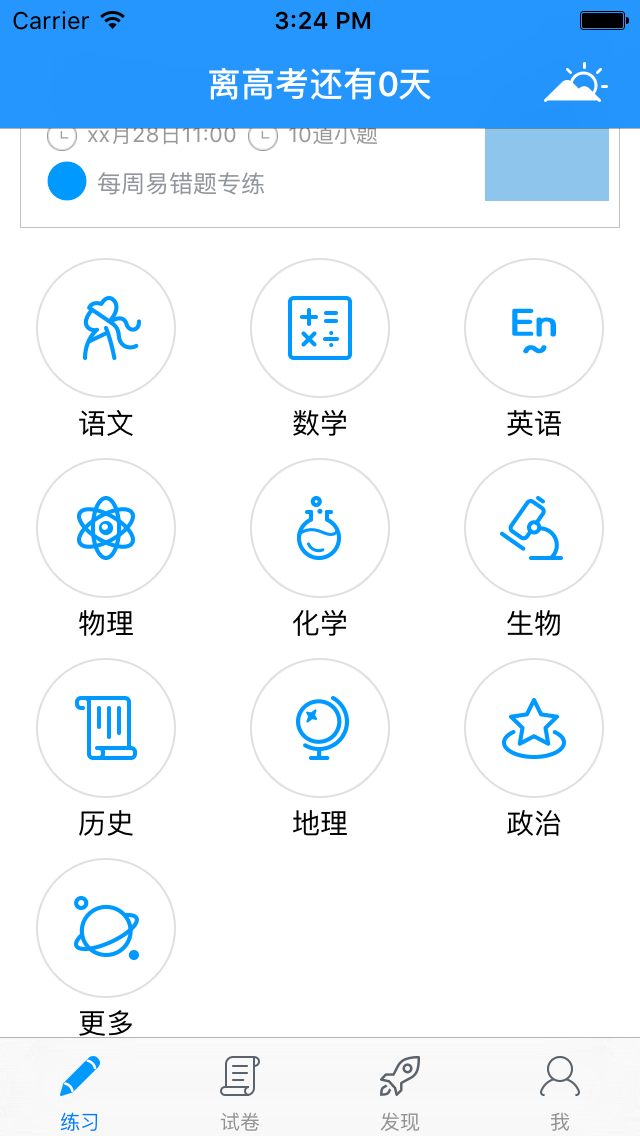 Carrier 3:24 PM
离高考还有0天
xx月28日11:00 10道小题
每周易错题专练
En
语文 数学 英语
物理 化学 生物
历史 地理 政治
更多
练习 试卷 发现 我